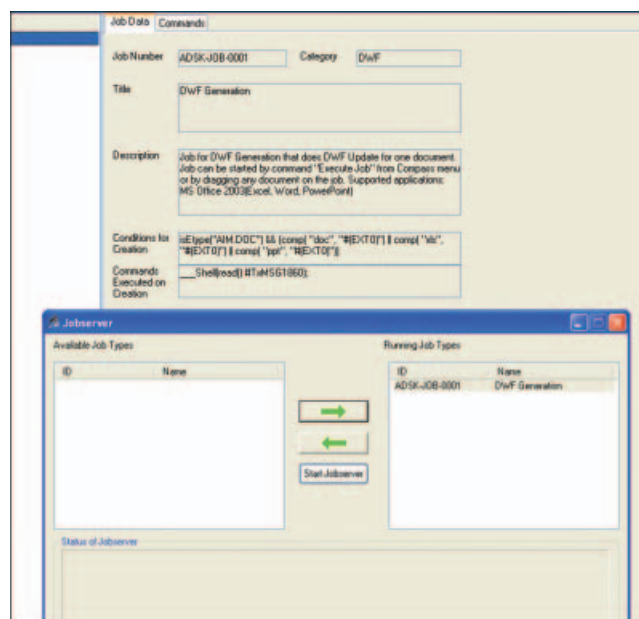 Job Data Commands
Job Number ADSK-JOB-0001 Category DWF
Title DWF Generation
Description Job for DWF Generation that does DWF Update for one document.
Job can be started by command "Execute Job" from Compass menu
or by dragging any document on the job. Supported applications:
MS Office 2003(Excel, Word, PowerPoint)
Conditions for Creation
isEtype("AIM.DOC") && (comp( "doc", "#(EXT0)") || comp( "xls",
"#(EXT0)") || comp( "ppt", "#(EXT0)"))
Commands Executed on Creation
___Shell(read() #TxMSG1860);
Jobserver
Available Job Types Running Job Types
ID Name ID Name
ADSK-JOB-0001 DWF Generation
Start Jobserver
Status of Jobserver